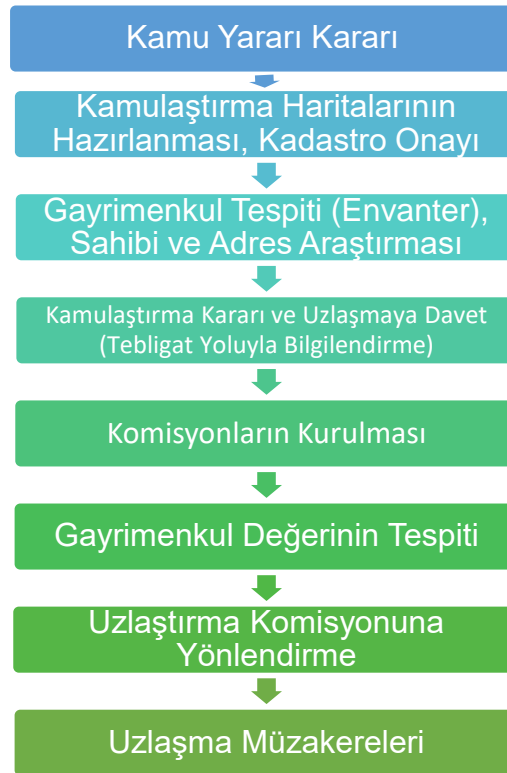 Kamu Yararı Kararı
Kamulaştırma Haritalarının
Hazırlanması, Kadastro Onayı
Gayrimenkul Tespiti (Envanter),
Sahibi ve Adres Araştırması
Kamulaştırma Kararı ve Uzlaşmaya Davet
(Tebligat Yoluyla Bilgilendirme)
Komisyonların Kurulması
Gayrimenkul Değerinin Tespiti
Uzlaştırma Komisyonuna
Yönlendirme
Uzlaşma Müzakereleri